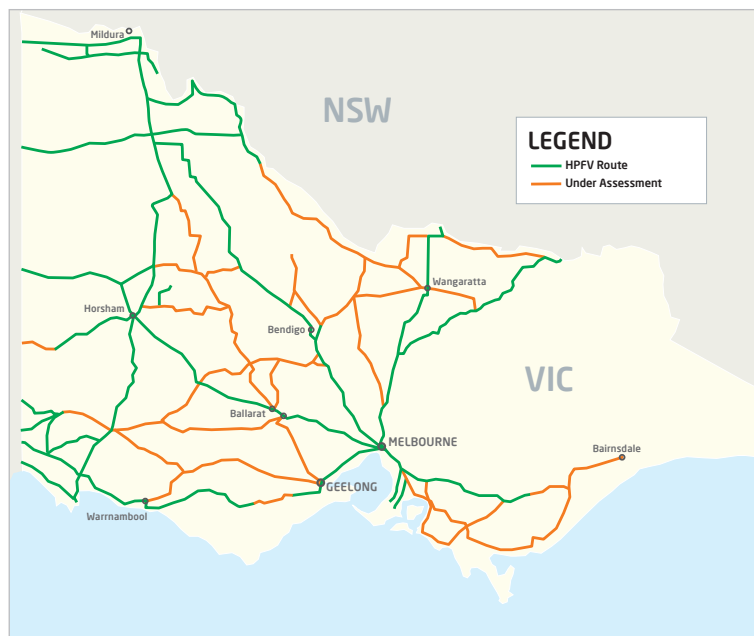 Mildura
NSW
LEGEND
HPFV Route
Under Assessment
Wangaratta
Horsham
Bendigo
VIC
Ballarat
MELBOURNE
Bairnsdale
GEELONG
Warrnambool